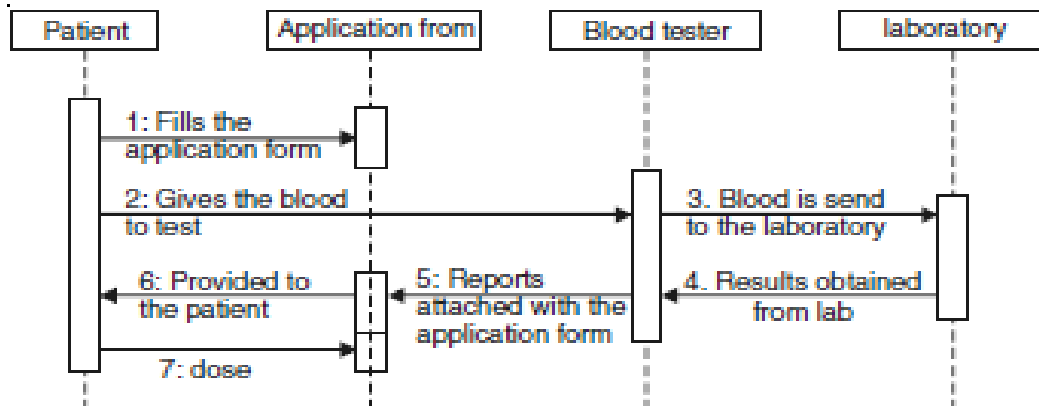 Patient
Application from
Blood tester
laboratory
1: Fills the
application form
2: Gives the blood
to test
3. Blood is send
to the laboratory
6: Provided to
the patient
5: Reports
attached with the
application form
4. Results obtained
from lab
7: dose